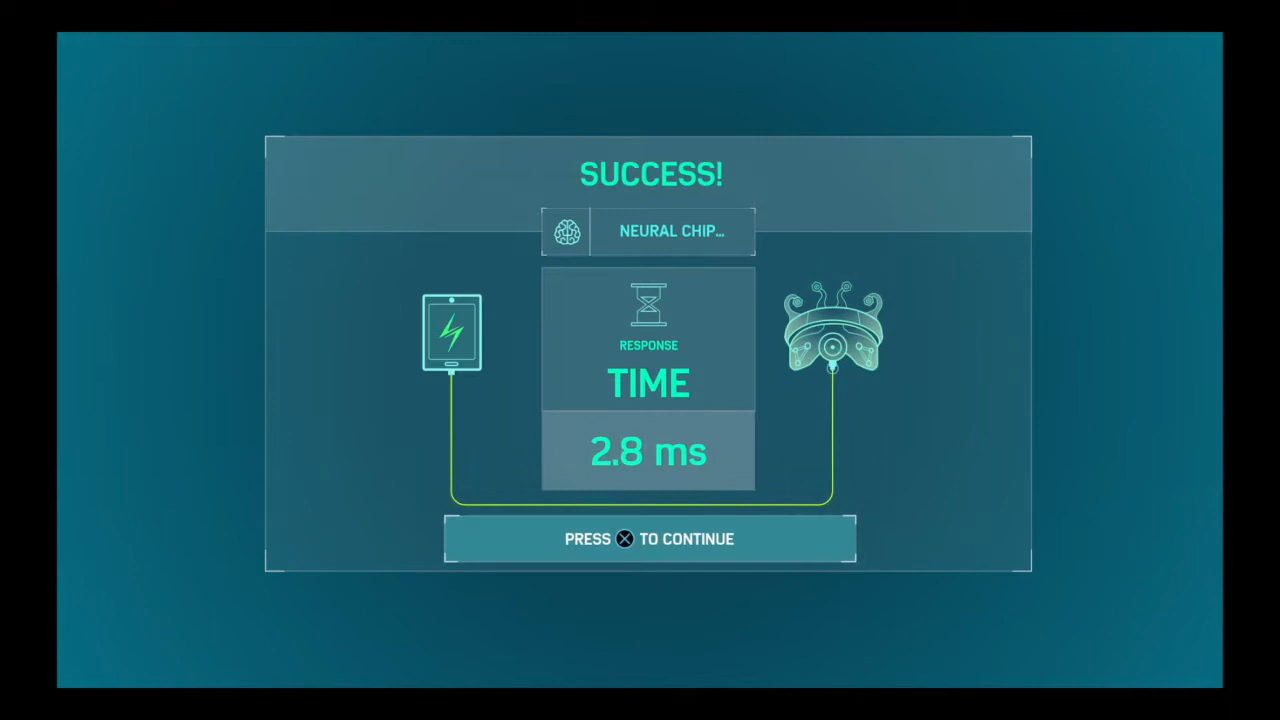 SUCCESS!
NEURAL CHIP...
RESPONSE
TIME
2.8 ms
PRESS ⓧ TO CONTINUE